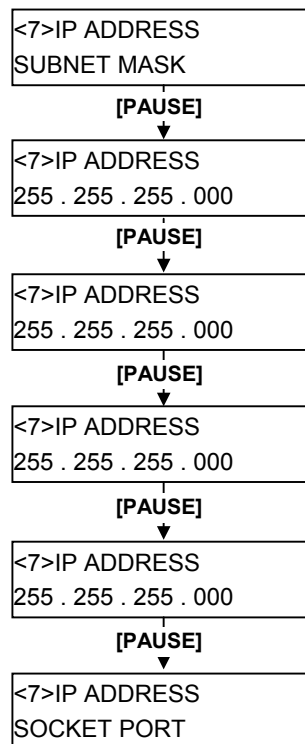 <7>IP ADDRESS
SUBNET MASK
[PAUSE]
<7>IP ADDRESS
255 . 255 . 255 . 000
[PAUSE]
<7>IP ADDRESS
255 . 255 . 255 . 000
[PAUSE]
<7>IP ADDRESS
255 . 255 . 255 . 000
[PAUSE]
<7>IP ADDRESS
255 . 255 . 255 . 000
[PAUSE]
<7>IP ADDRESS
SOCKET PORT